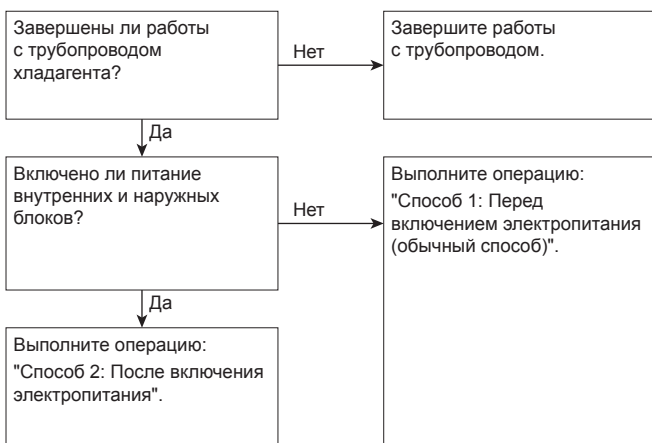 Завершены ли работы
с трубопроводом
хладагента?
Нет
Завершите работы
с трубопроводом.
Да
Включено ли питание
внутренних и наружных
блоков?
Нет
Выполните операцию:
"Способ 1: Перед
включением электропитания
(обычный способ)".
Да
Выполните операцию:
"Способ 2: После включения
электропитания".